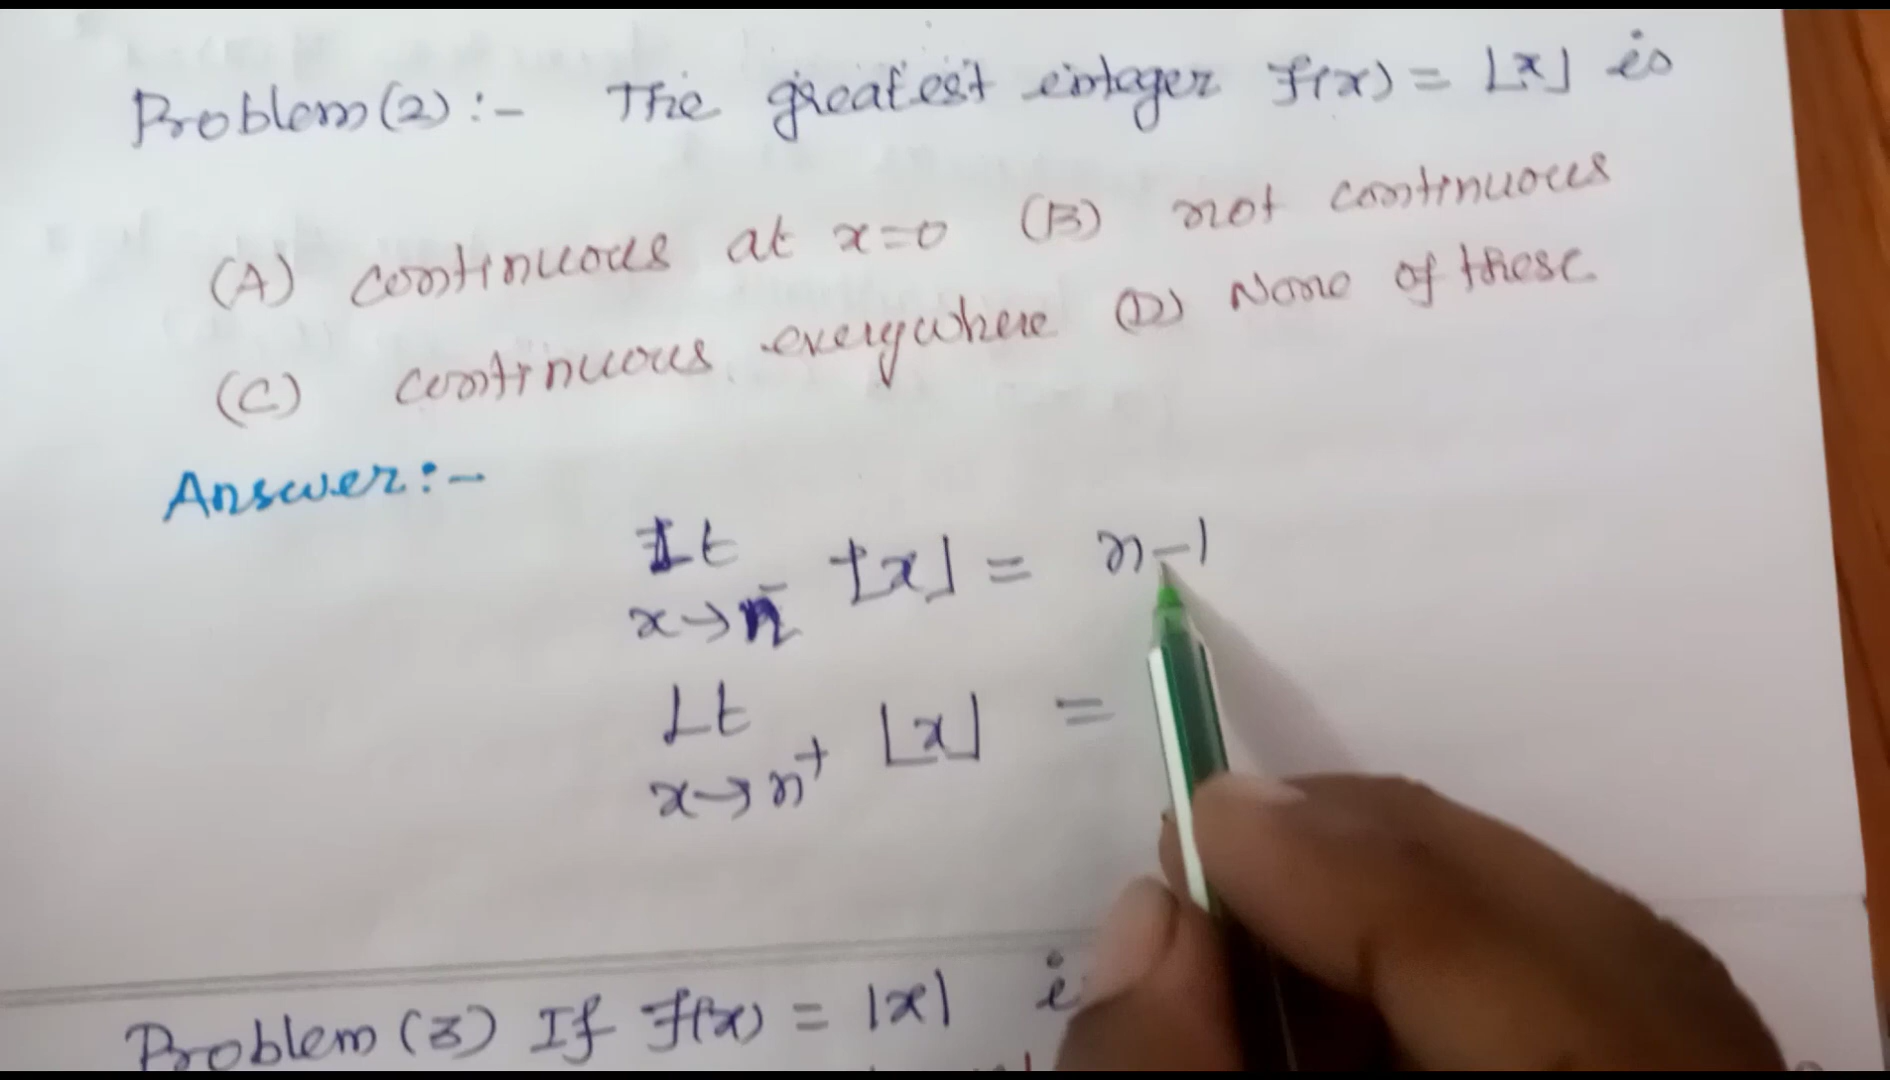 Problem (2) :- The greatest integer f(x) = ⌊x⌋ is
(A) continuous at x=0 (B) not continuous
(C) continuous everywhere (D) None of these
Answer :-
Lt ⌊x⌋ = n-1
x→n⁻
Lt ⌊x⌋ =
x→n⁺
Problem (3) If f(x) = |x| i